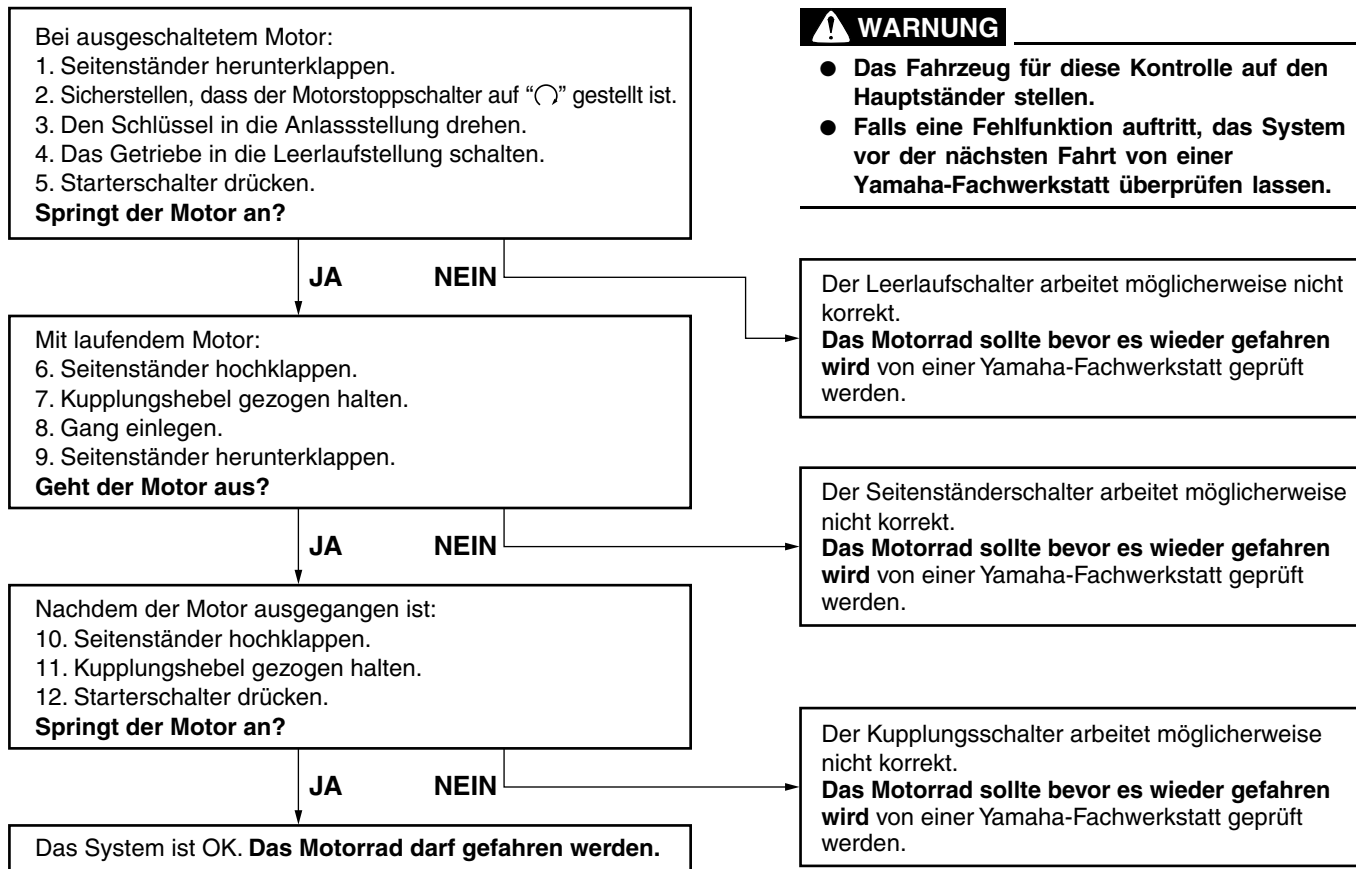 Bei ausgeschaltetem Motor:
1. Seitenständer herunterklappen.
2. Sicherstellen, dass der Motorstoppschalter auf “○” gestellt ist.
3. Den Schlüssel in die Anlassstellung drehen.
4. Das Getriebe in die Leerlaufstellung schalten.
5. Starterschalter drücken.
Springt der Motor an?
WARNUNG
● Das Fahrzeug für diese Kontrolle auf den
Hauptständer stellen.
● Falls eine Fehlfunktion auftritt, das System
vor der nächsten Fahrt von einer
Yamaha-Fachwerkstatt überprüfen lassen.
JA NEIN
Der Leerlaufschalter arbeitet möglicherweise nicht
korrekt.
Das Motorrad sollte bevor es wieder gefahren
wird von einer Yamaha-Fachwerkstatt geprüft
werden.
Mit laufendem Motor:
6. Seitenständer hochklappen.
7. Kupplungshebel gezogen halten.
8. Gang einlegen.
9. Seitenständer herunterklappen.
Geht der Motor aus?
JA NEIN
Der Seitenständerschalter arbeitet möglicherweise
nicht korrekt.
Das Motorrad sollte bevor es wieder gefahren
wird von einer Yamaha-Fachwerkstatt geprüft
werden.
Nachdem der Motor ausgegangen ist:
10. Seitenständer hochklappen.
11. Kupplungshebel gezogen halten.
12. Starterschalter drücken.
Springt der Motor an?
JA NEIN
Der Kupplungsschalter arbeitet möglicherweise
nicht korrekt.
Das Motorrad sollte bevor es wieder gefahren
wird von einer Yamaha-Fachwerkstatt geprüft
werden.
Das System ist OK. Das Motorrad darf gefahren werden.